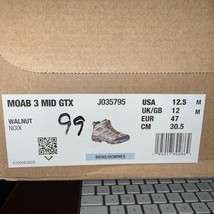 MOAB 3 MID GTX
J035795
WALNUT
NOIX
99
MENS/HOMMES
USA 12.5 M
UK/GB 12 M
EUR 47
CM 30.5